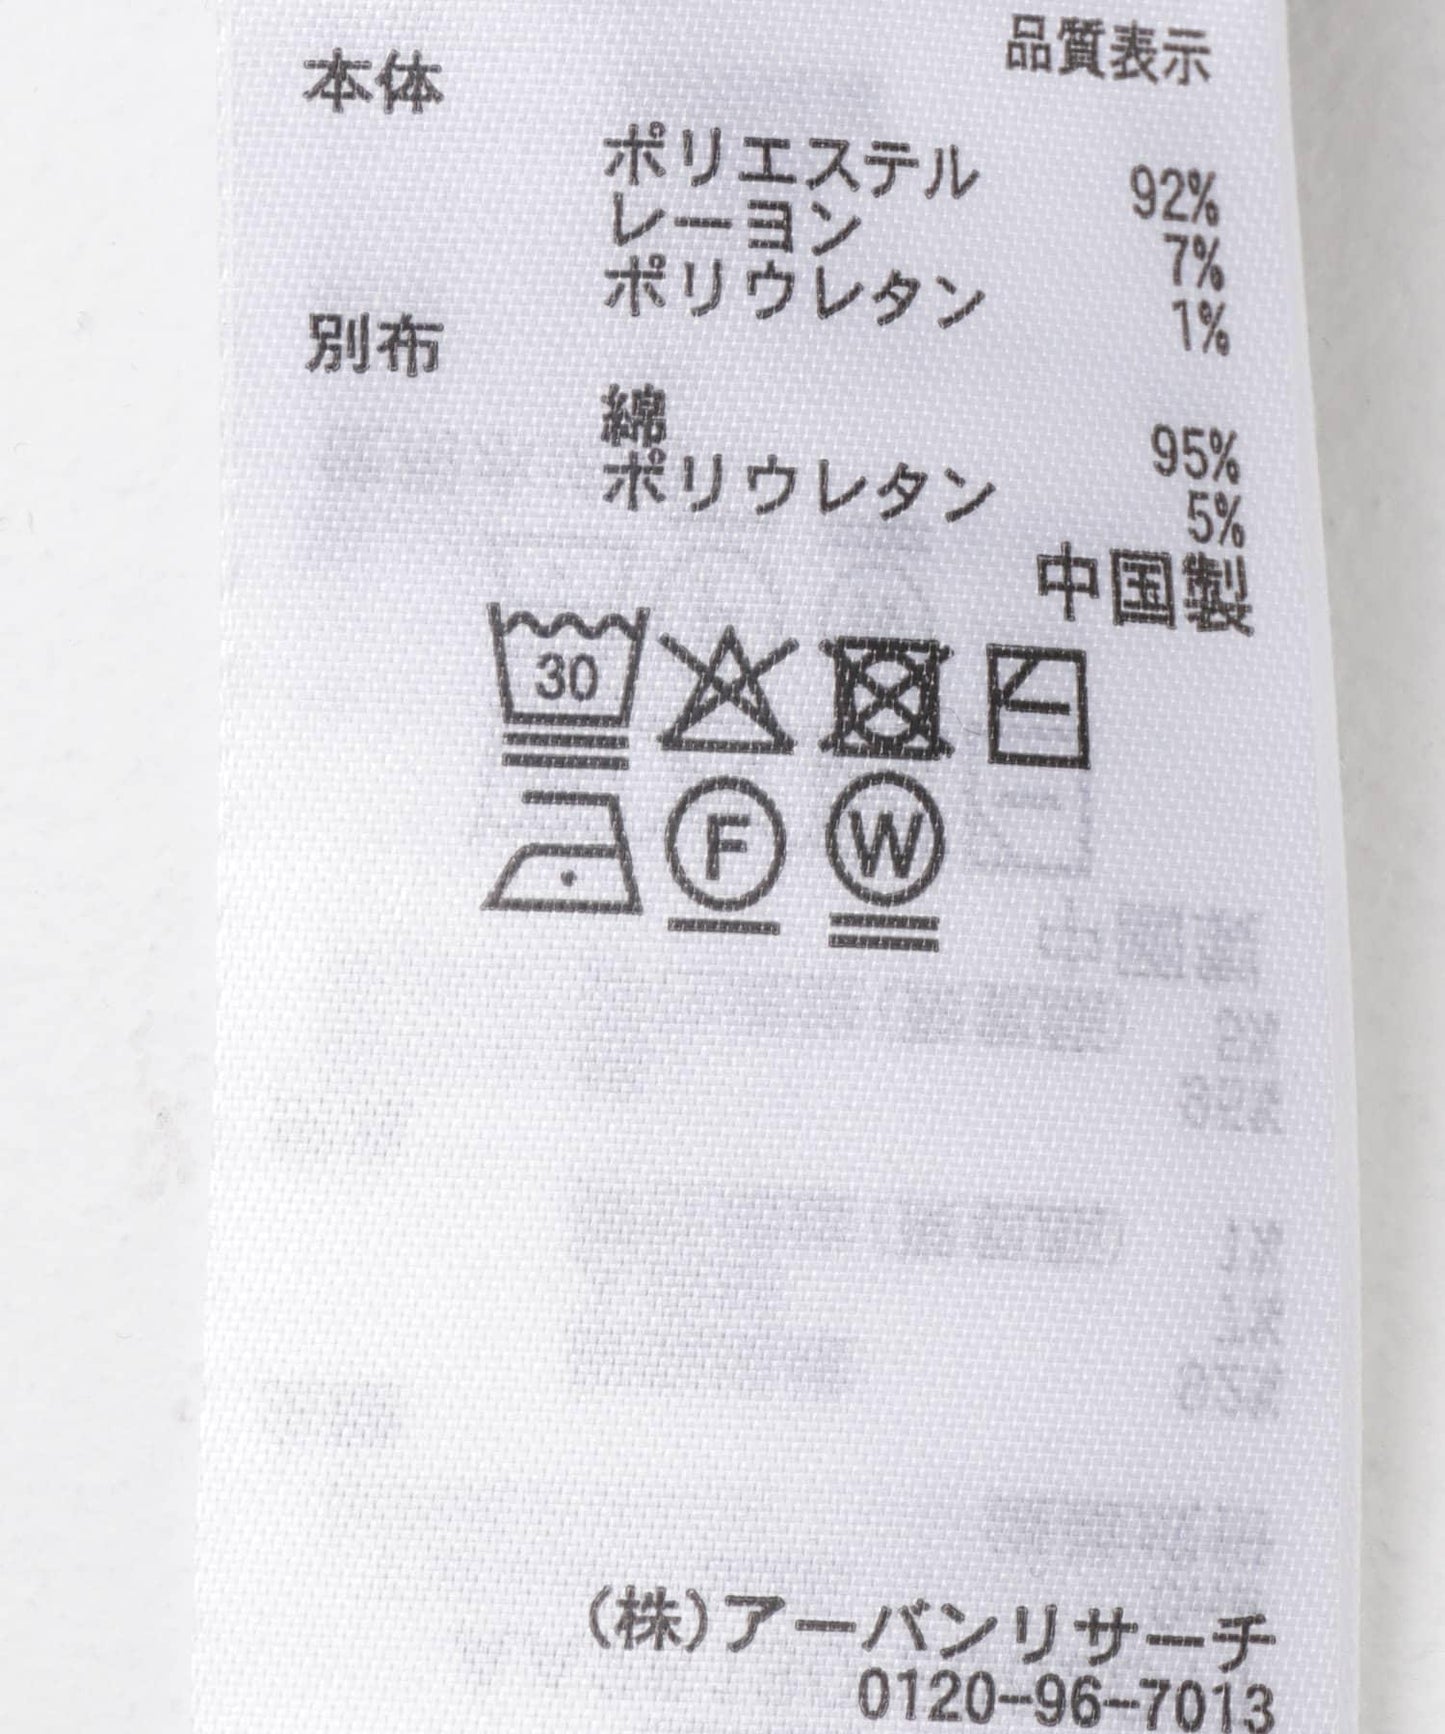 品質表示
本体
ポリエステル 92%
レーヨン 7%
ポリウレタン 1%
別布
綿 95%
ポリウレタン 5%
中国製
30
F W
(株)アーバンリサーチ
0120-96-7013